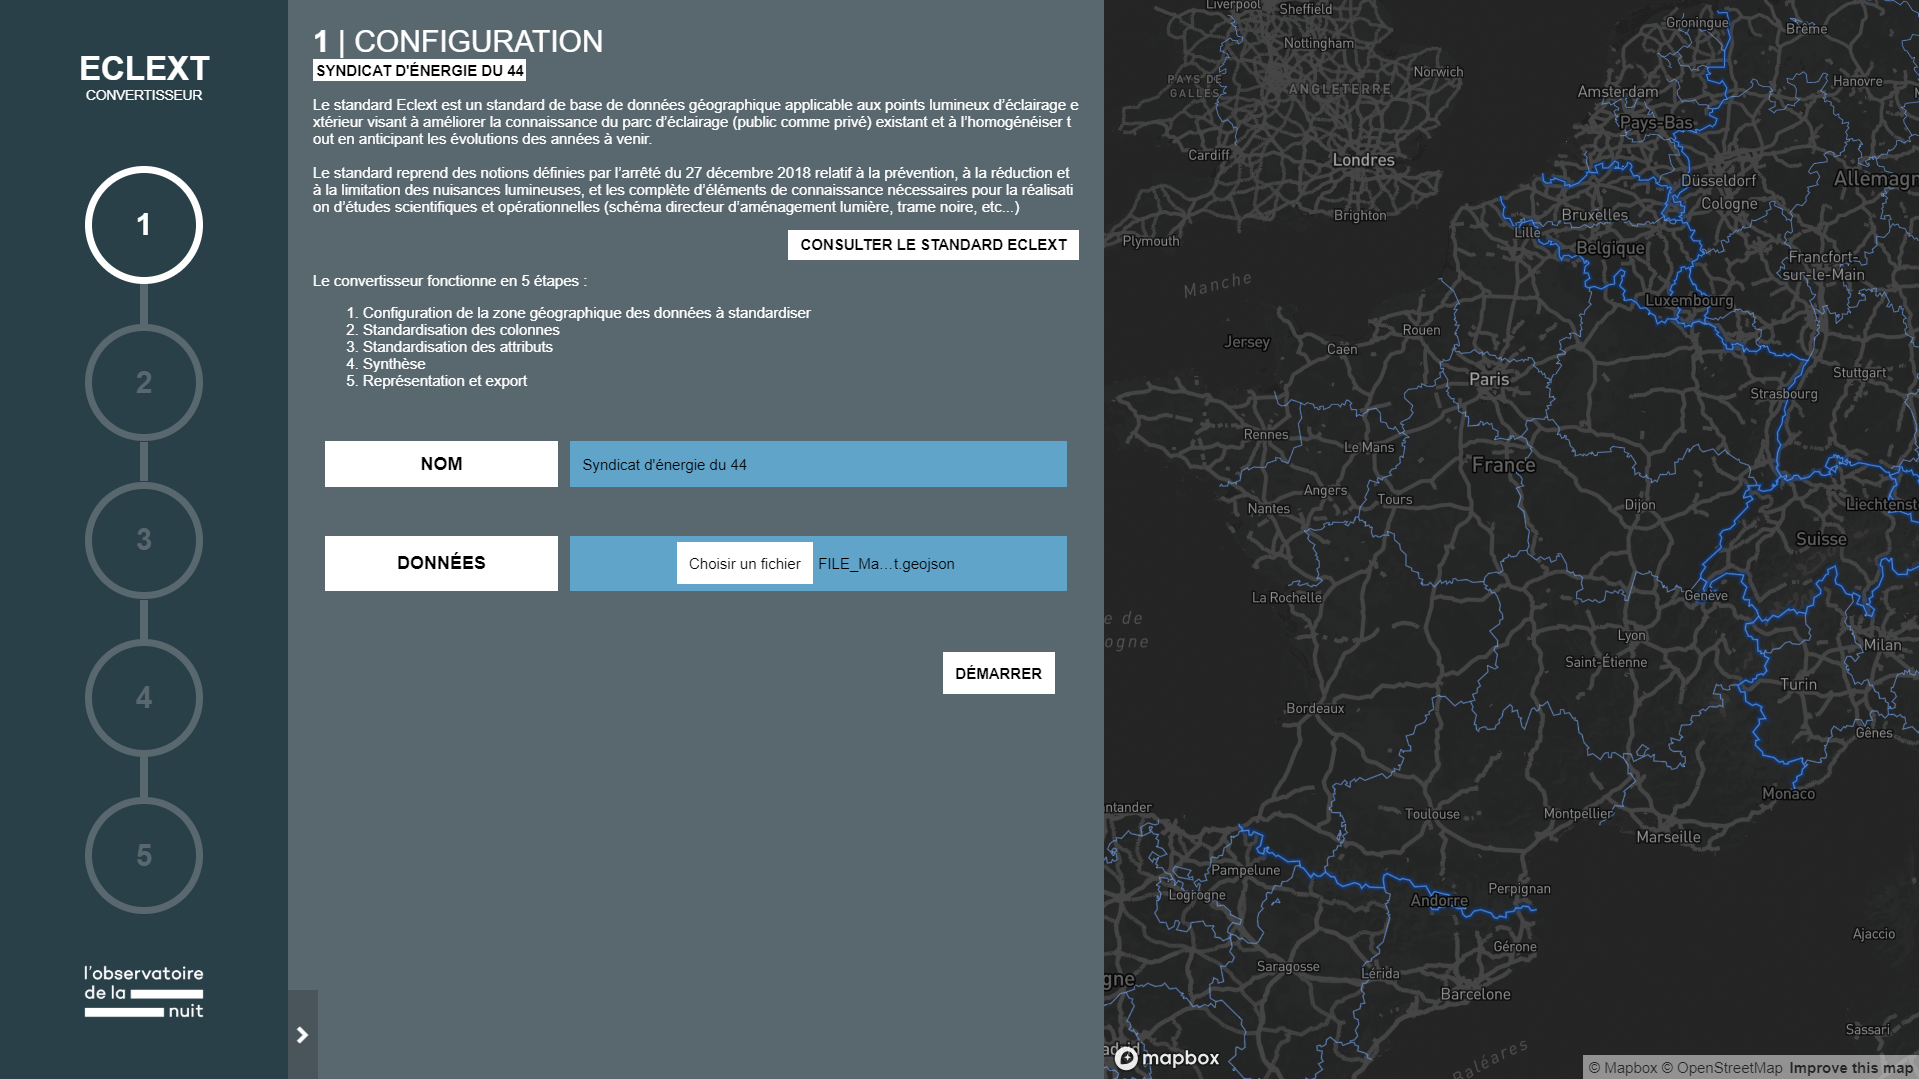 ECLEXT
CONVERTISSEUR
1
2
3
4
5
l'observatoire
de la
nuit
1 | CONFIGURATION
SYNDICAT D'ÉNERGIE DU 44
Le standard Eclext est un standard de base de données géographique applicable aux points lumineux d’éclairage e
xtérieur visant à améliorer la connaissance du parc d’éclairage (public comme privé) existant et à l’homogénéiser t
out en anticipant les évolutions des années à venir.
Le standard reprend des notions définies par l’arrêté du 27 décembre 2018 relatif à la prévention, à la réduction et
à la limitation des nuisances lumineuses, et les complète d’éléments de connaissance nécessaires pour la réalisati
on d’études scientifiques et opérationnelles (schéma directeur d’aménagement lumière, trame noire, etc...)
CONSULTER LE STANDARD ECLEXT
Le convertisseur fonctionne en 5 étapes :
1. Configuration de la zone géographique des données à standardiser
2. Standardisation des colonnes
3. Standardisation des attributs
4. Synthèse
5. Représentation et export
NOM
Syndicat d'énergie du 44
DONNÉES
Choisir un fichier FILE_Ma…t.geojson
DÉMARRER
Liverpool
Sheffield
Groningue
Brême
Nottingham
Norwich
PAYS DE
GALLES
ANGLETERRE
Hanovre
Amsterdam
Pays-Bas
Cardiff
Londres
Düsseldorf
Allemagn
Cologne
Brighton
Bruxelles
Lille
Plymouth
Belgique
Francfort-
sur-le-Main
Manche
Luxembourg
Rouen
Jersey
Caen
Paris
Stuttgart
Strasbourg
Rennes
Le Mans
France
Angers
Tours
Nantes
Dijon
Liechtenst
Suisse
La Rochelle
Genève
e de
ogne
Lyon
Milan
Saint-Étienne
Turin
Bordeaux
Gênes
Monaco
ntander
Toulouse
Montpellier
Marseille
Pampelune
Perpignan
Logrogne
Andorre
Ajaccio
Gérone
Saragosse
Lérida
gne
Barcelone
Sassari
adrid
Baléares
mapbox
© Mapbox © OpenStreetMap Improve this map